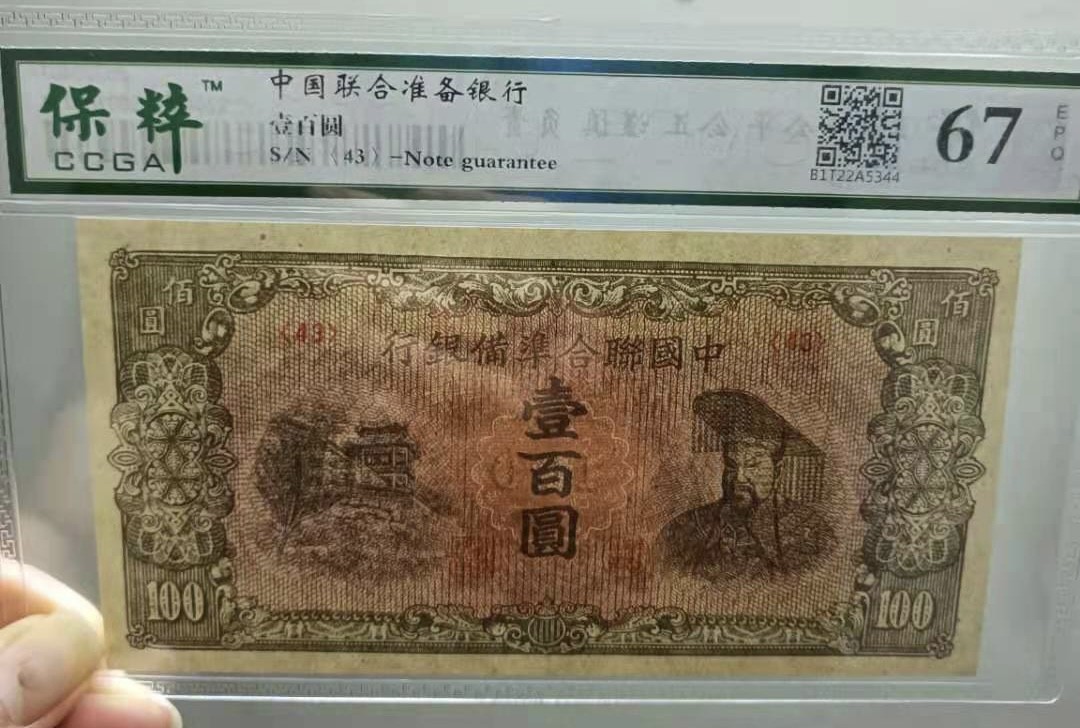 保粹™
CCGA
中国联合准备银行
壹百圆
S/N〈43〉-Note guarantee
B1T22A5344
67
EPQ
佰圓
佰圓
〈43〉
〈43〉
行銀備準合聯國中
壹百圓
100
100